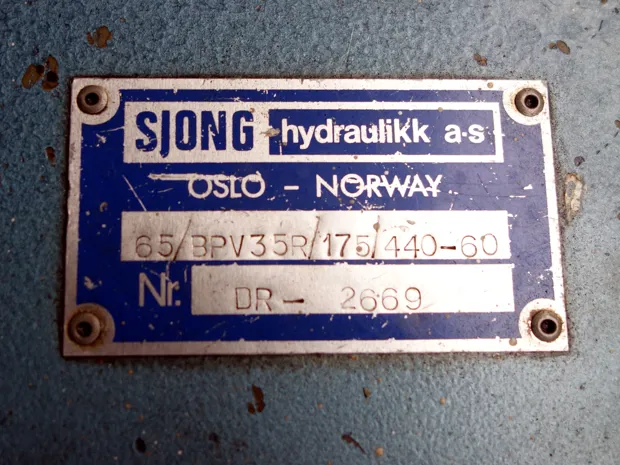 SJONG hydraulikk a·s
OSLO - NORWAY
65/BPV35R/175/440-60
Nr. DR- 2669